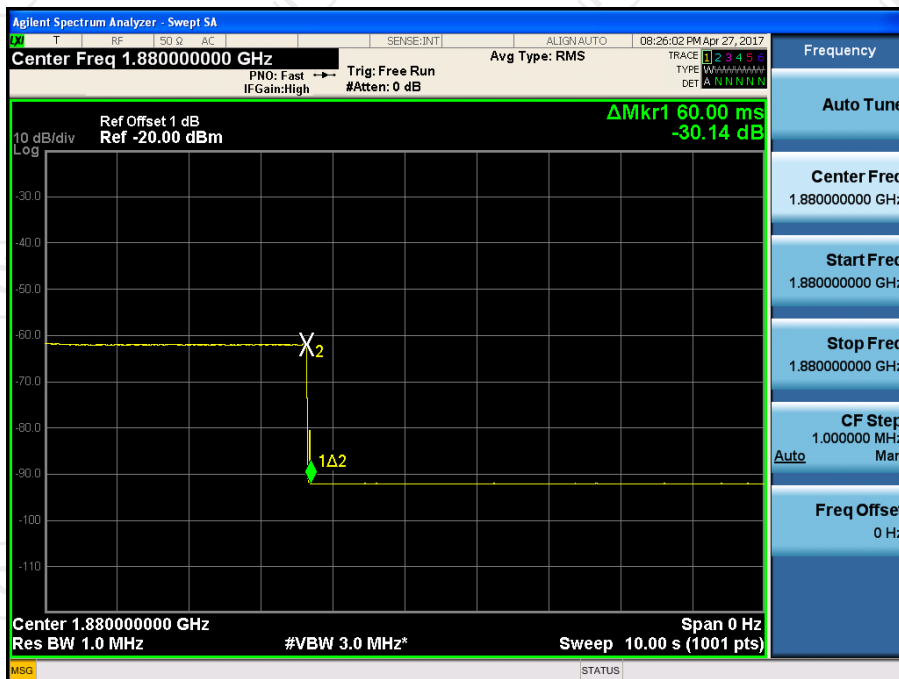 Agilent Spectrum Analyzer - Swept SA
LXI T RF 50 Ω AC SENSE:INT ALIGN AUTO 08:26:02 PM Apr 27, 2017
Center Freq 1.880000000 GHz
PNO: Fast
IFGain:High
Trig: Free Run
#Atten: 0 dB
Avg Type: RMS
TRACE 1 2 3 4 5 6
TYPE WWWWWWW
DET A N N N N N
ΔMkr1 60.00 ms
-30.14 dB
Ref Offset 1 dB
10 dB/div Ref -20.00 dBm
Log
-30.0
-40.0
-50.0
-60.0
-70.0
-80.0
-90.0
-100
-110
2
1Δ2
Center 1.880000000 GHz Span 0 Hz
Res BW 1.0 MHz #VBW 3.0 MHz* Sweep 10.00 s (1001 pts)
MSG STATUS
Frequency
Auto Tune
Center Freq
1.880000000 GHz
Start Freq
1.880000000 GHz
Stop Freq
1.880000000 GHz
CF Step
1.000000 MHz
Auto Man
Freq Offset
0 Hz